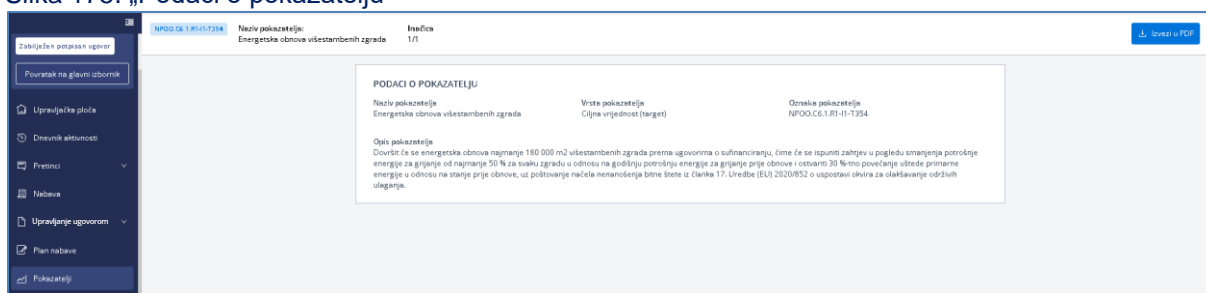 NPOO.C6.1.R1-I1-T354
Naziv pokazatelja:
Energetska obnova višestambenih zgrada
Inačica
1/1
Izvezi u PDF
Zabilježen potpisan ugovor
Povratak na glavni izbornik
Upravljačka ploča
Dnevnik aktivnosti
Pretinci
Nabava
Upravljanje ugovorom
Plan nabave
Pokazatelji
PODACI O POKAZATELJU
Naziv pokazatelja
Energetska obnova višestambenih zgrada
Vrsta pokazatelja
Ciljna vrijednost (target)
Oznaka pokazatelja
NPOO.C6.1.R1-I1-T354
Opis pokazatelja
Dovršit će se energetska obnova najmanje 180 000 m2 višestambenih zgrada prema ugovorima o sufinanciranju, čime će se ispuniti zahtjev u pogledu smanjenja potrošnje
energije za grijanje od najmanje 50 % za svaku zgradu u odnosu na godišnju potrošnju energije za grijanje prije obnove i ostvariti 30 %-tno povećanje uštede primarne
energije u odnosu na stanje prije obnove, uz poštovanje načela nenanošenja bitne štete iz članka 17. Uredbe (EU) 2020/852 o uspostavi okvira za olakšavanje održivih
ulaganja.